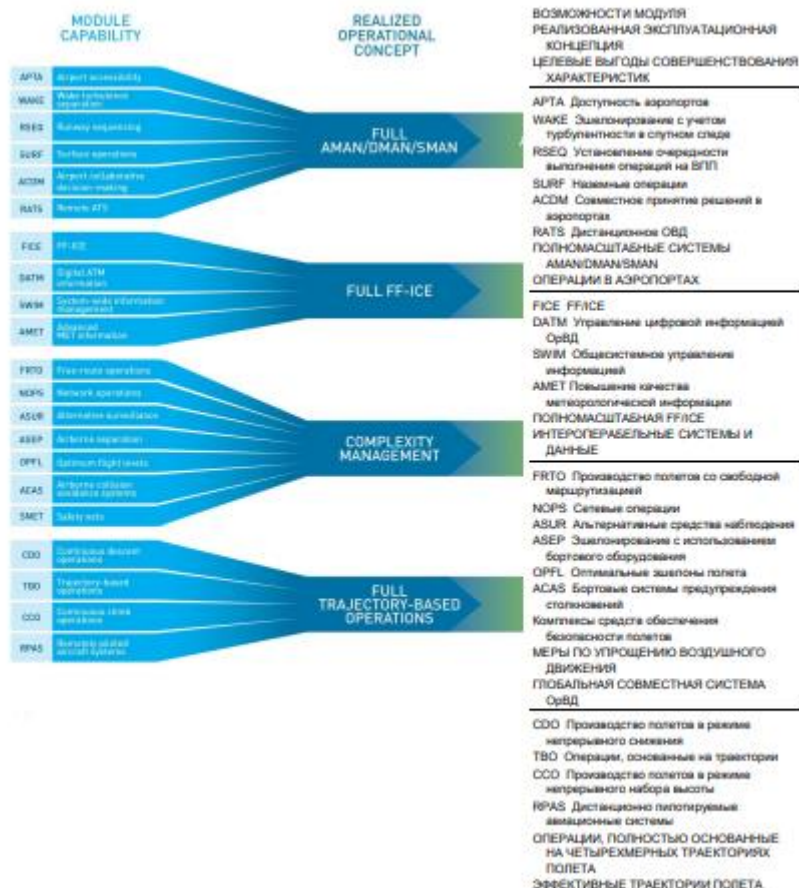 MODULE
CAPABILITY
REALIZED
OPERATIONAL
CONCEPT
APTA Airport accessibility
WAKE Wake turbulence
separation
RSEQ Runway sequencing
SURF Surface operations
ACDM Airport collaborative
decision-making
RATS Remote ATS
FULL
AMAN/DMAN/SMAN
FICE FF-ICE
DATM Digital ATM
information
SWIM System-wide information
management
AMET Advanced
MET information
FULL FF-ICE
FRTO Free-route operations
NOPS Network operations
ASUR Alternative surveillance
ASEP Airborne separation
OPFL Optimum flight levels
ACAS Airborne collision
avoidance systems
SNET Safety nets
COMPLEXITY
MANAGEMENT
CDO Continuous descent
operations
TBO Trajectory-based
operations
CCO Continuous climb
operations
RPAS Remotely piloted
aircraft systems
FULL
TRAJECTORY-BASED
OPERATIONS
ВОЗМОЖНОСТИ МОДУЛЯ
РЕАЛИЗОВАННАЯ ЭКСПЛУАТАЦИОННАЯ
КОНЦЕПЦИЯ
ЦЕЛЕВЫЕ ВЫГОДЫ СОВЕРШЕНСТВОВАНИЯ
ХАРАКТЕРИСТИК
APTA Доступность аэропортов
WAKE Эшелонирование с учетом
турбулентности в спутном следе
RSEQ Установление очередности
выполнения операций на ВПП
SURF Наземные операции
ACDM Совместное принятие решений в
аэропортах
RATS Дистанционное ОВД
ПОЛНОМАСШТАБНЫЕ СИСТЕМЫ
AMAN/DMAN/SMAN
ОПЕРАЦИИ В АЭРОПОРТАХ
FICE FF/ICE
DATM Управление цифровой информацией
ОрВД
SWIM Общесистемное управление
информацией
AMET Повышение качества
метеорологической информации
ПОЛНОМАСШТАБНАЯ FF/ICE
ИНТЕРОПЕРАБЕЛЬНЫЕ СИСТЕМЫ И
ДАННЫЕ
FRTO Производство полетов со свободной
маршрутизацией
NOPS Сетевые операции
ASUR Альтернативные средства наблюдения
ASEP Эшелонирование с использованием
бортового оборудования
OPFL Оптимальные эшелоны полета
ACAS Бортовые системы предупреждения
столкновений
Комплексы средств обеспечения
безопасности полетов
МЕРЫ ПО УПРОЩЕНИЮ ВОЗДУШНОГО
ДВИЖЕНИЯ
ГЛОБАЛЬНАЯ СОВМЕСТНАЯ СИСТЕМА
ОрВД
CDO Производство полетов в режиме
непрерывного снижения
TBO Операции, основанные на траектории
CCO Производство полетов в режиме
непрерывного набора высоты
RPAS Дистанционно пилотируемые
авиационные системы
ОПЕРАЦИИ, ПОЛНОСТЬЮ ОСНОВАННЫЕ
НА ЧЕТЫРЕХМЕРНЫХ ТРАЕКТОРИЯХ
ПОЛЕТА
ЭФФЕКТИВНЫЕ ТРАЕКТОРИИ ПОЛЕТА